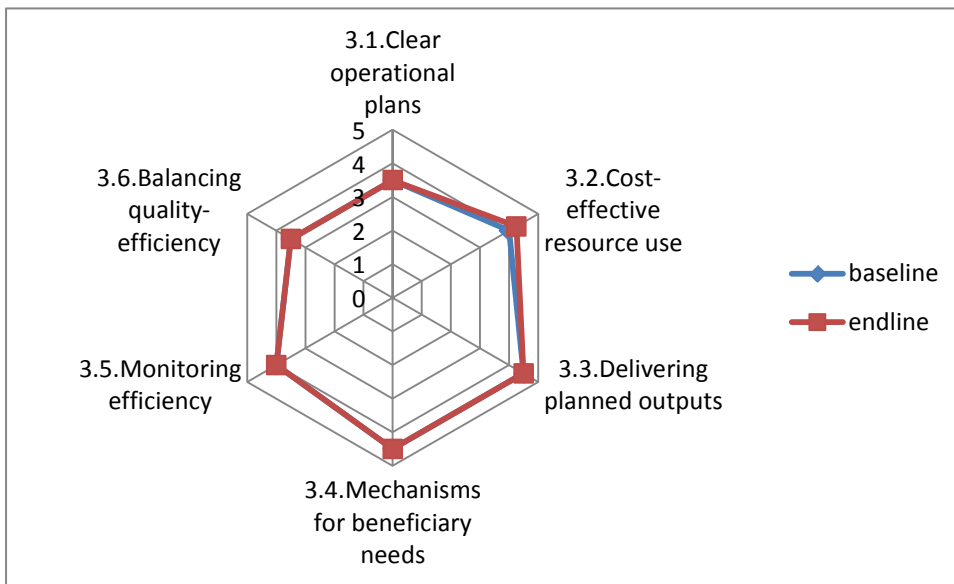 3.1.Clear
operational
plans
5
4
3
2
1
0
3.2.Cost-
effective
resource use
3.3.Delivering
planned outputs
3.4.Mechanisms
for beneficiary
needs
3.5.Monitoring
efficiency
3.6.Balancing
quality-
efficiency
baseline
endline